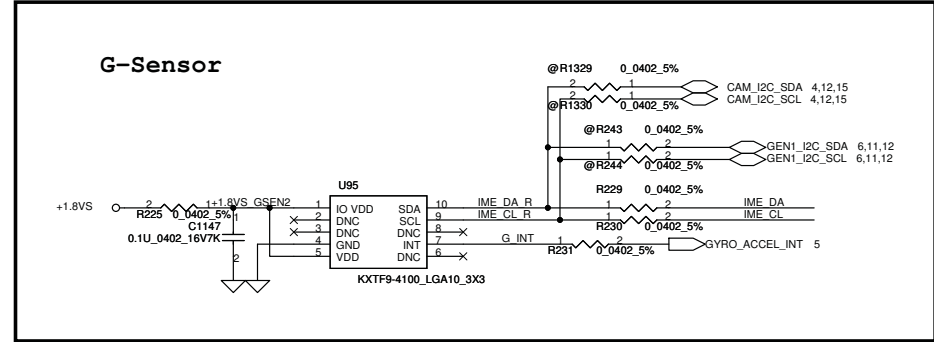 G-Sensor
@R1329 0_0402_5%
2 1 CAM_I2C_SDA 4,12,15
2 1 CAM_I2C_SCL 4,12,15
@R1330 0_0402_5%
@R243 0_0402_5%
1 2 GEN1_I2C_SDA 6,11,12
1 2 GEN1_I2C_SCL 6,11,12
@R244 0_0402_5%
U95
R229 0_0402_5%
+1.8VS 2 1 +1.8VS_GSEN2 1 IO VDD SDA 10 IME_DA_R 1 2 IME_DA
R225 0_0402_5% 2 DNC SCL 9 IME_CL_R 1 2 IME_CL
C1147 1 3 DNC DNC 8 R230 0_0402_5%
0.1U_0402_16V7K 4 GND INT 7 G_INT 1 2 GYRO_ACCEL_INT 5
2 5 VDD DNC 6 R231 0_0402_5%
KXTF9-4100_LGA10_3X3